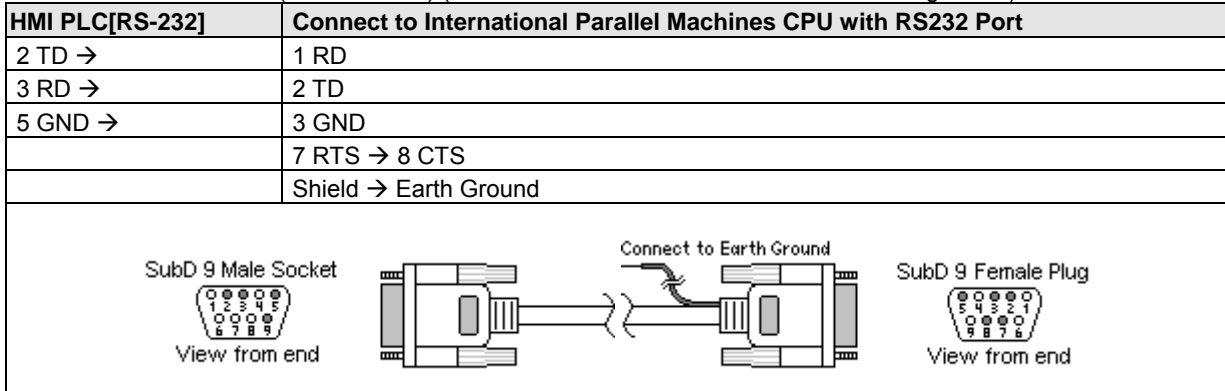 HMI PLC[RS-232] Connect to International Parallel Machines CPU with RS232 Port
2 TD → 1 RD
3 RD → 2 TD
5 GND → 3 GND
7 RTS → 8 CTS
Shield → Earth Ground
Connect to Earth Ground
SubD 9 Male Socket
1 2 3 4 5
6 7 8 9
View from end
SubD 9 Female Plug
5 4 3 2 1
9 8 7 6
View from end